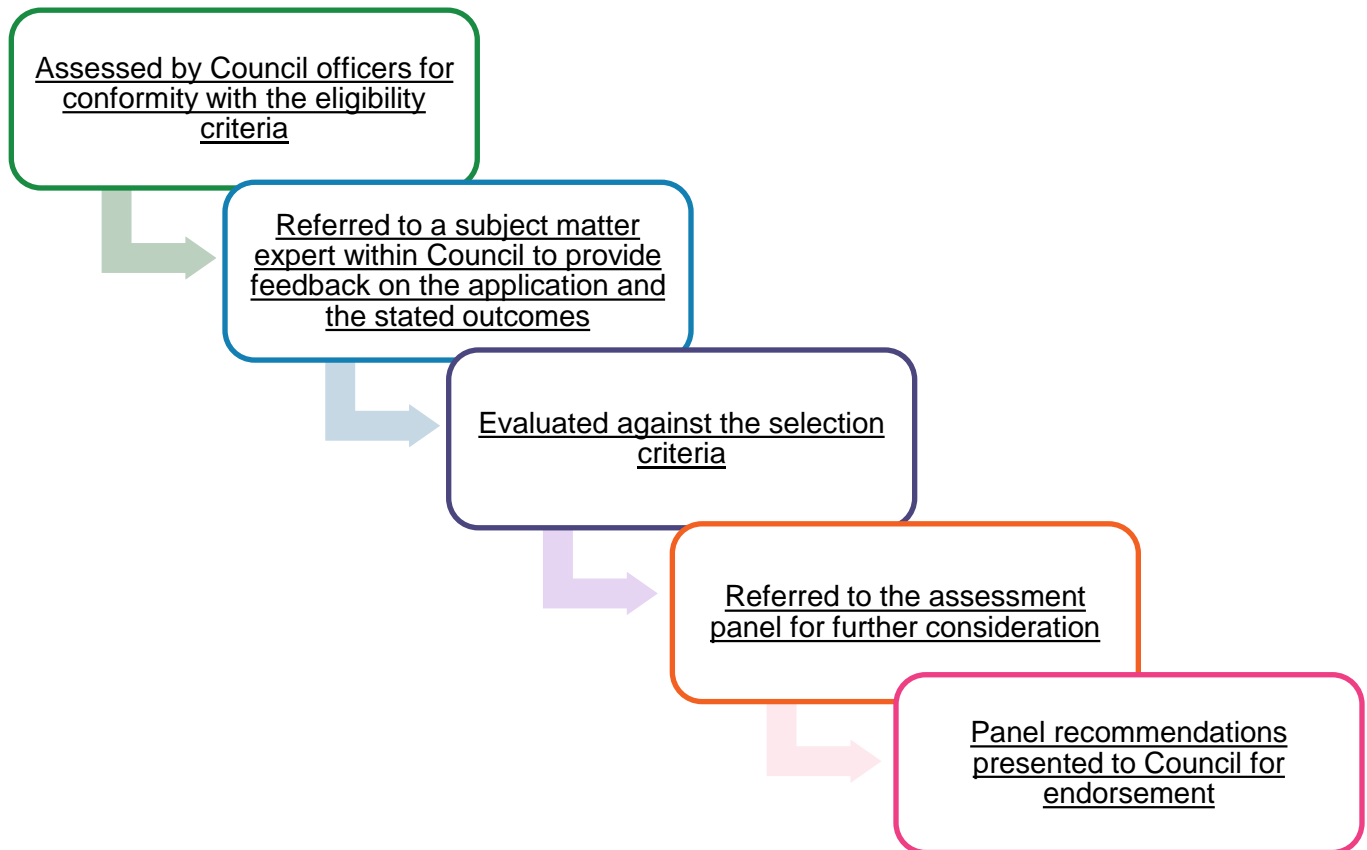 Assessed by Council officers for
conformity with the eligibility
criteria
Referred to a subject matter
expert within Council to provide
feedback on the application and
the stated outcomes
Evaluated against the selection
criteria
Referred to the assessment
panel for further consideration
Panel recommendations
presented to Council for
endorsement